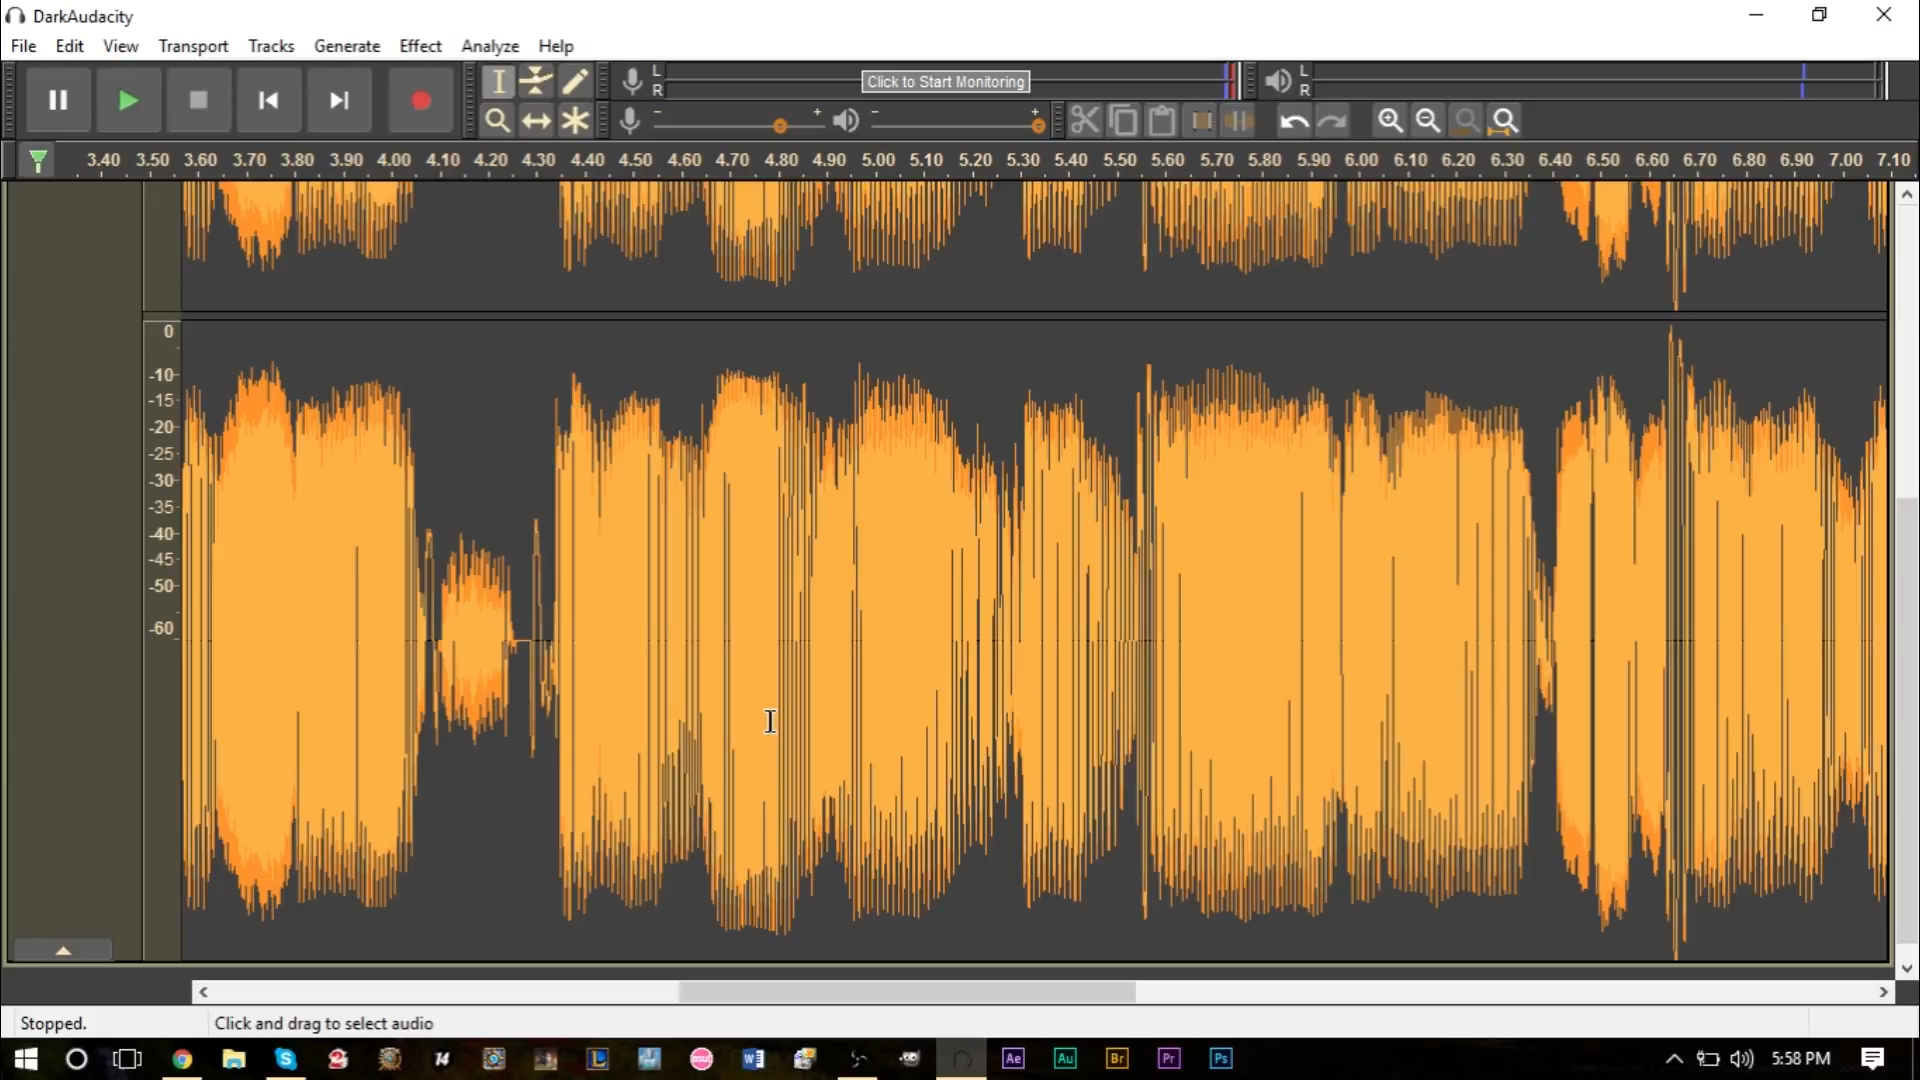 DarkAudacity
File Edit View Transport Tracks Generate Effect Analyze Help
L
R
Click to Start Monitoring
L
R
- + - +
3.40 3.50 3.60 3.70 3.80 3.90 4.00 4.10 4.20 4.30 4.40 4.50 4.60 4.70 4.80 4.90 5.00 5.10 5.20 5.30 5.40 5.50 5.60 5.70 5.80 5.90 6.00 6.10 6.20 6.30 6.40 6.50 6.60 6.70 6.80 6.90 7.00 7.10
0
-10
-15
-20
-25
-30
-35
-40
-45
-50
-60
Stopped.
Click and drag to select audio
2 14 L osu! W Ae Au Br Pr Ps 5:58 PM